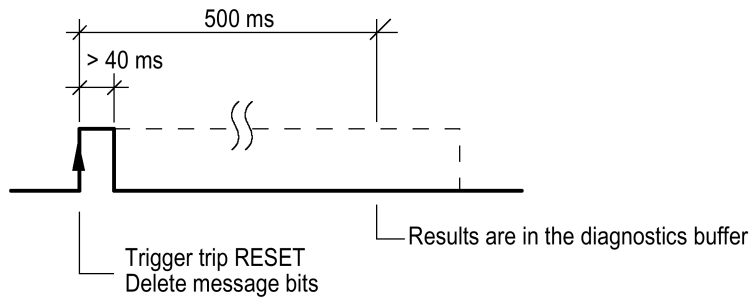 500 ms
> 40 ms
Results are in the diagnostics buffer
Trigger trip RESET
Delete message bits